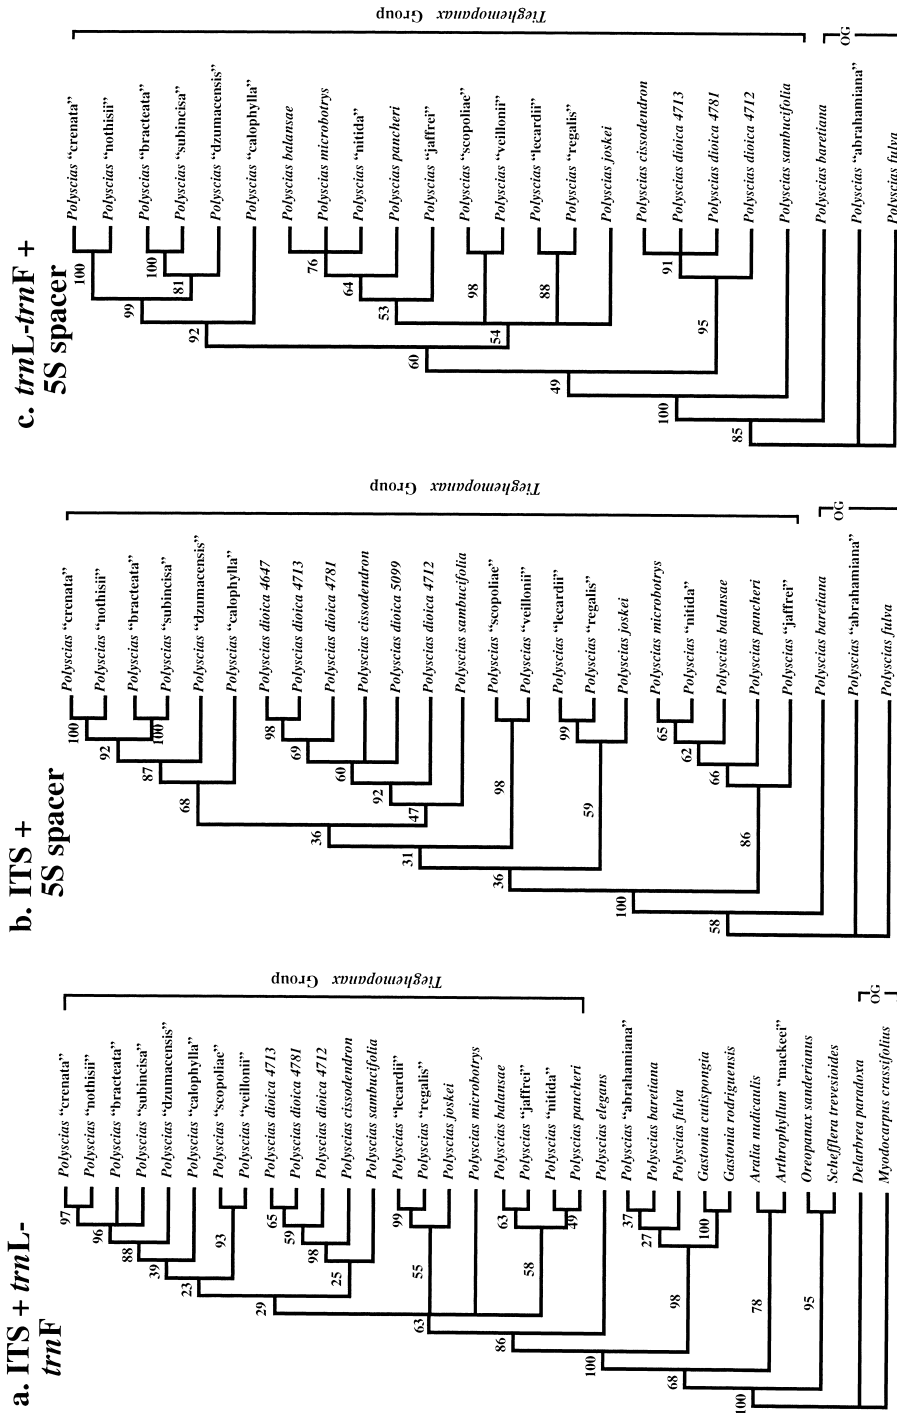 a. ITS + trnL-
trnF
Polyscias “crenata”
Polyscias “nothisii”
Polyscias “bracteata”
Polyscias “subincisa”
Polyscias “dzumacensis”
Polyscias “calophylla”
Polyscias “scopoliae”
Polyscias “veillonii”
Polyscias dioica 4713
Polyscias dioica 4781
Polyscias dioica 4712
Polyscias cissodendron
Polyscias sambucifolia
Polyscias “lecardii”
Polyscias “regalis”
Polyscias joskei
Polyscias microbotrys
Polyscias balansae
Polyscias “jaffrei”
Polyscias “nitida”
Polyscias pancheri
Polyscias elegans
Polyscias “abrahamiana”
Polyscias baretiana
Polyscias fulva
Gastonia cutispongia
Gastonia rodriguensis
Aralia nudicaulis
Arthrophyllum “mackeei”
Oreopanax sanderianus
Schefflera trevesioides
Delarbrea paradoxa
Myodocarpus crassifolius
97
96
88
39
23
93
29
65
59
98
25
99
55
63
63
58
49
86
100
37
27
98
100
68
78
100
95
Tieghemopanax Group
OG
b. ITS +
5S spacer
Polyscias “crenata”
Polyscias “nothisii”
Polyscias “bracteata”
Polyscias “subincisa”
Polyscias “dzumacensis”
Polyscias “calophylla”
Polyscias dioica 4647
Polyscias dioica 4713
Polyscias dioica 4781
Polyscias cissodendron
Polyscias dioica 5099
Polyscias dioica 4712
Polyscias sambucifolia
Polyscias “scopoliae”
Polyscias “veillonii”
Polyscias “lecardii”
Polyscias “regalis”
Polyscias joskei
Polyscias microbotrys
Polyscias “nitida”
Polyscias balansae
Polyscias pancheri
Polyscias “jaffrei”
Polyscias baretiana
Polyscias “abrahamiana”
Polyscias fulva
100
92
100
87
68
98
69
60
92
47
36
98
31
99
59
36
65
62
66
86
100
58
Tieghemopanax Group
OG
c. trnL-trnF +
5S spacer
Polyscias “crenata”
Polyscias “nothisii”
Polyscias “bracteata”
Polyscias “subincisa”
Polyscias “dzumacensis”
Polyscias “calophylla”
Polyscias balansae
Polyscias microbotrys
Polyscias “nitida”
Polyscias pancheri
Polyscias “jaffrei”
Polyscias “scopoliae”
Polyscias “veillonii”
Polyscias “lecardii”
Polyscias “regalis”
Polyscias joskei
Polyscias cissodendron
Polyscias dioica 4713
Polyscias dioica 4781
Polyscias dioica 4712
Polyscias sambucifolia
Polyscias baretiana
Polyscias “abrahamiana”
Polyscias fulva
100
99
100
81
92
76
64
53
98
54
88
60
91
95
49
100
85
Tieghemopanax Group
OG